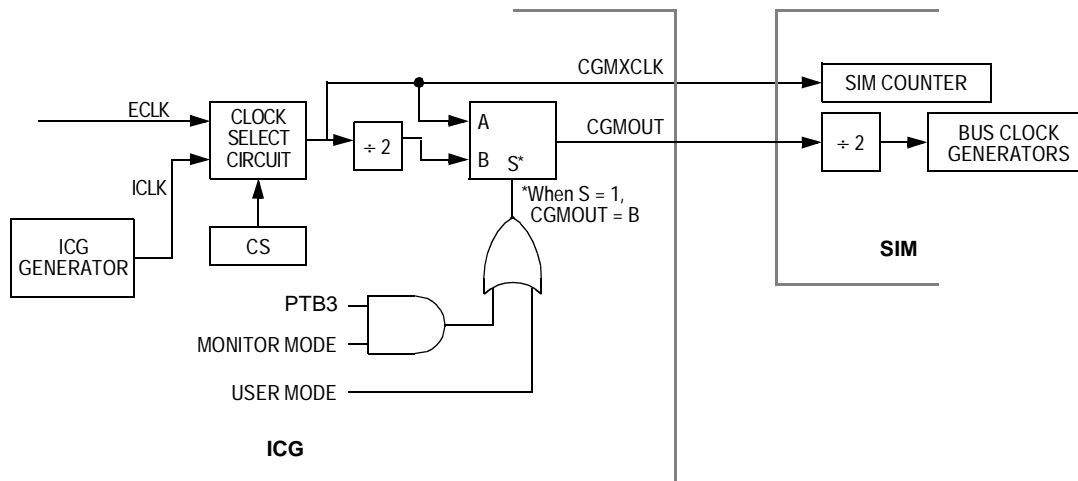 CGMXCLK
SIM COUNTER
ECLK
CLOCK
SELECT
CIRCUIT
÷ 2
A
B
S*
CGMOUT
÷ 2
BUS CLOCK
GENERATORS
ICLK
*When S = 1,
CGMOUT = B
ICG
GENERATOR
CS
SIM
PTB3
MONITOR MODE
USER MODE
ICG